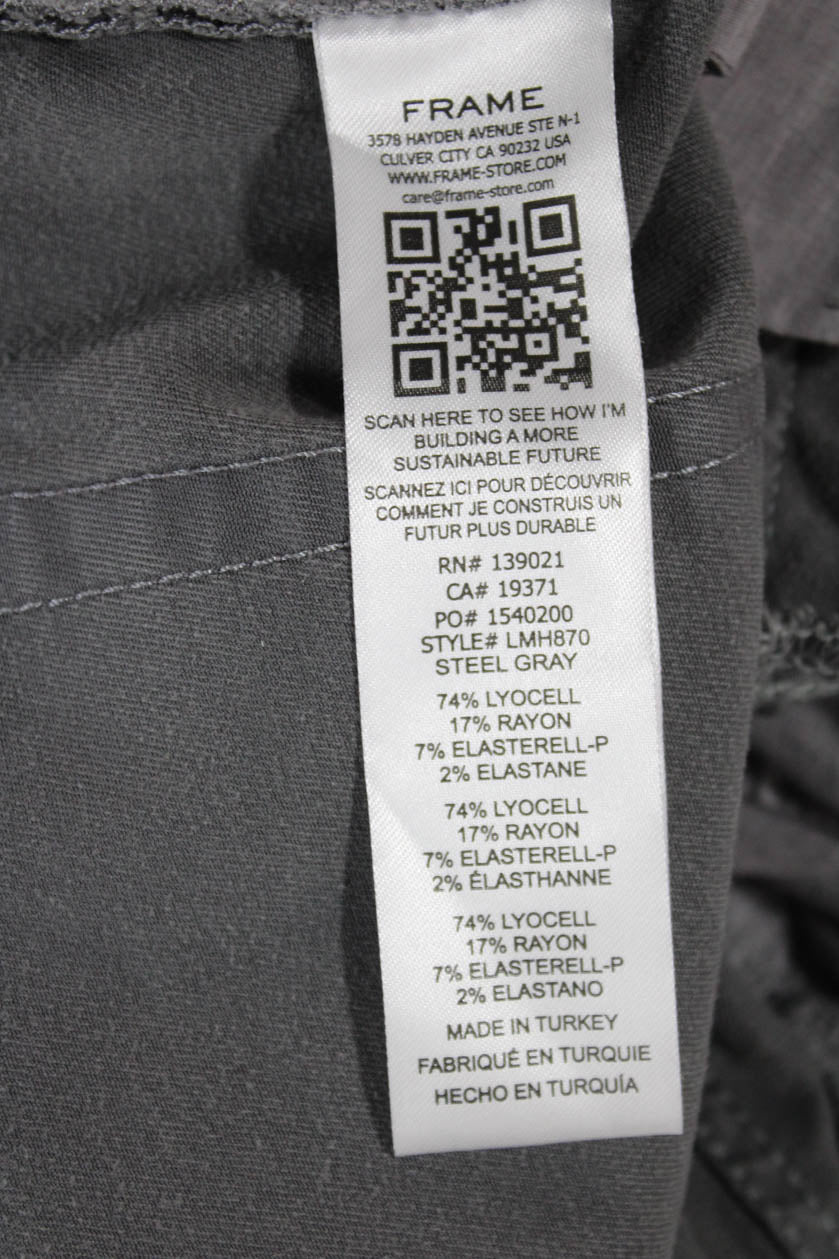 FRAME
3578 HAYDEN AVENUE STE N-1
CULVER CITY CA 90232 USA
WWW.FRAME-STORE.COM
care@frame-store.com
SCAN HERE TO SEE HOW I'M
BUILDING A MORE
SUSTAINABLE FUTURE
SCANNEZ ICI POUR DÉCOUVRIR
COMMENT JE CONSTRUIS UN
FUTUR PLUS DURABLE
RN# 139021
CA# 19371
PO# 1540200
STYLE# LMH870
STEEL GRAY
74% LYOCELL
17% RAYON
7% ELASTERELL-P
2% ELASTANE
74% LYOCELL
17% RAYON
7% ELASTERELL-P
2% ÉLASTHANNE
74% LYOCELL
17% RAYON
7% ELASTERELL-P
2% ELASTANO
MADE IN TURKEY
FABRIQUÉ EN TURQUIE
HECHO EN TURQUÍA